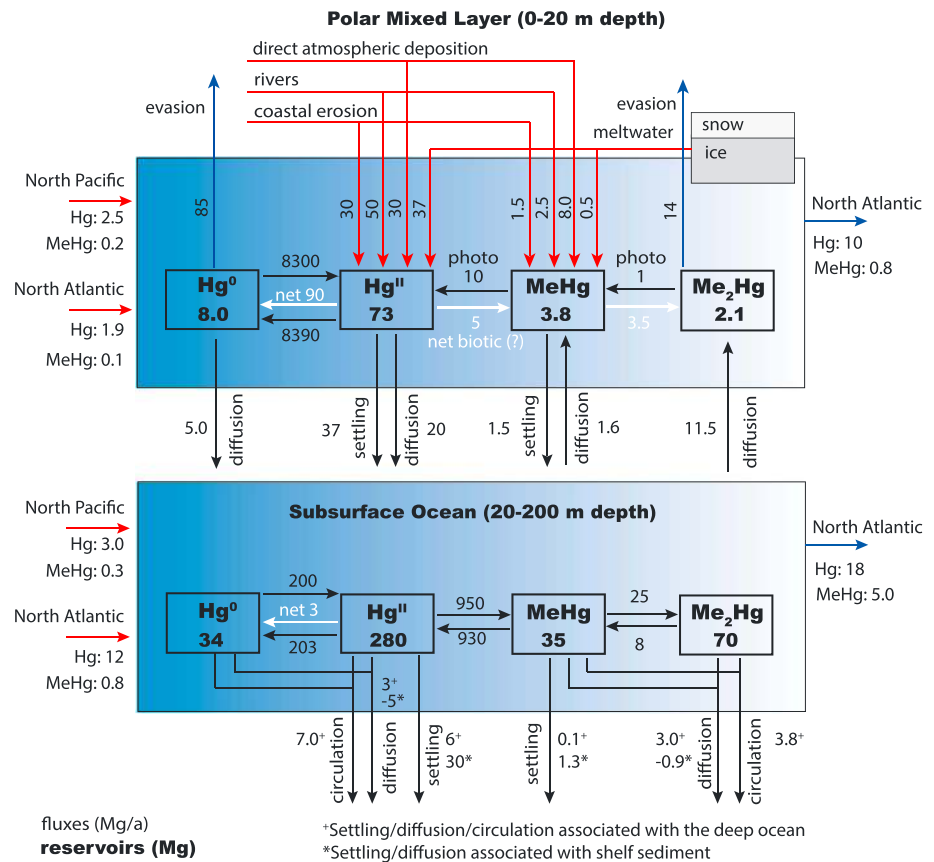 Polar Mixed Layer (0-20 m depth)
direct atmospheric deposition
rivers
coastal erosion
evasion
evasion
meltwater
snow
ice
North Pacific
Hg: 2.5
MeHg: 0.2
North Atlantic
Hg: 1.9
MeHg: 0.1
North Atlantic
Hg: 10
MeHg: 0.8
85
30
50
30
37
1.5
2.5
8.0
0.5
14
Hg⁰
8.0
8300
net 90
8390
Hgᴵᴵ
73
photo
10
5
net biotic (?)
MeHg
3.8
photo
1
3.5
Me₂Hg
2.1
5.0
diffusion
37
settling
diffusion
20
1.5
settling
diffusion
1.6
11.5
diffusion
Subsurface Ocean (20-200 m depth)
North Pacific
Hg: 3.0
MeHg: 0.3
North Atlantic
Hg: 12
MeHg: 0.8
North Atlantic
Hg: 18
MeHg: 5.0
Hg⁰
34
200
net 3
203
Hgᴵᴵ
280
950
930
MeHg
35
25
8
Me₂Hg
70
3⁺
-5*
7.0⁺
circulation
diffusion
settling
6⁺
30*
settling
0.1⁺
1.3*
3.0⁺
-0.9*
diffusion
circulation
3.8⁺
fluxes (Mg/a)
reservoirs (Mg)
⁺Settling/diffusion/circulation associated with the deep ocean
*Settling/diffusion associated with shelf sediment